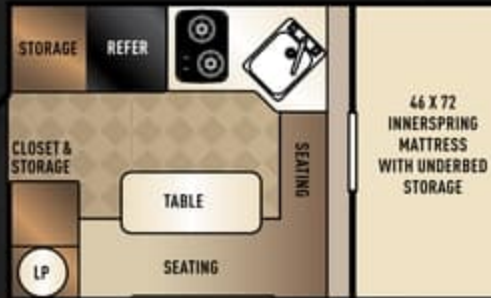 STORAGE
REFER
46 X 72
INNERSPRING
MATTRESS
WITH UNDERBED
STORAGE
CLOSET &
STORAGE
SEATING
TABLE
SEATING
LP